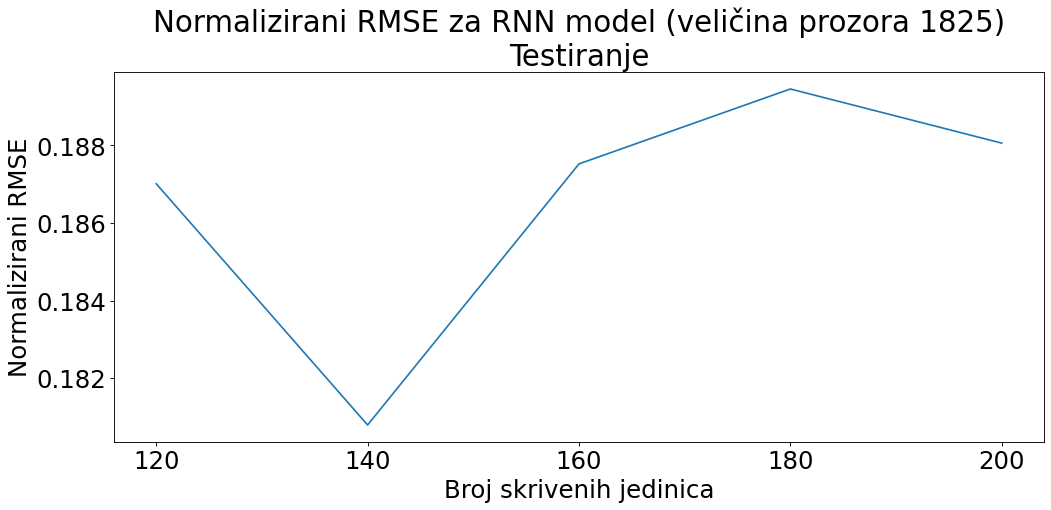 Normalizirani RMSE za RNN model (veličina prozora 1825)
Testiranje
Normalizirani RMSE
0.188
0.186
0.184
0.182
120 140 160 180 200
Broj skrivenih jedinica